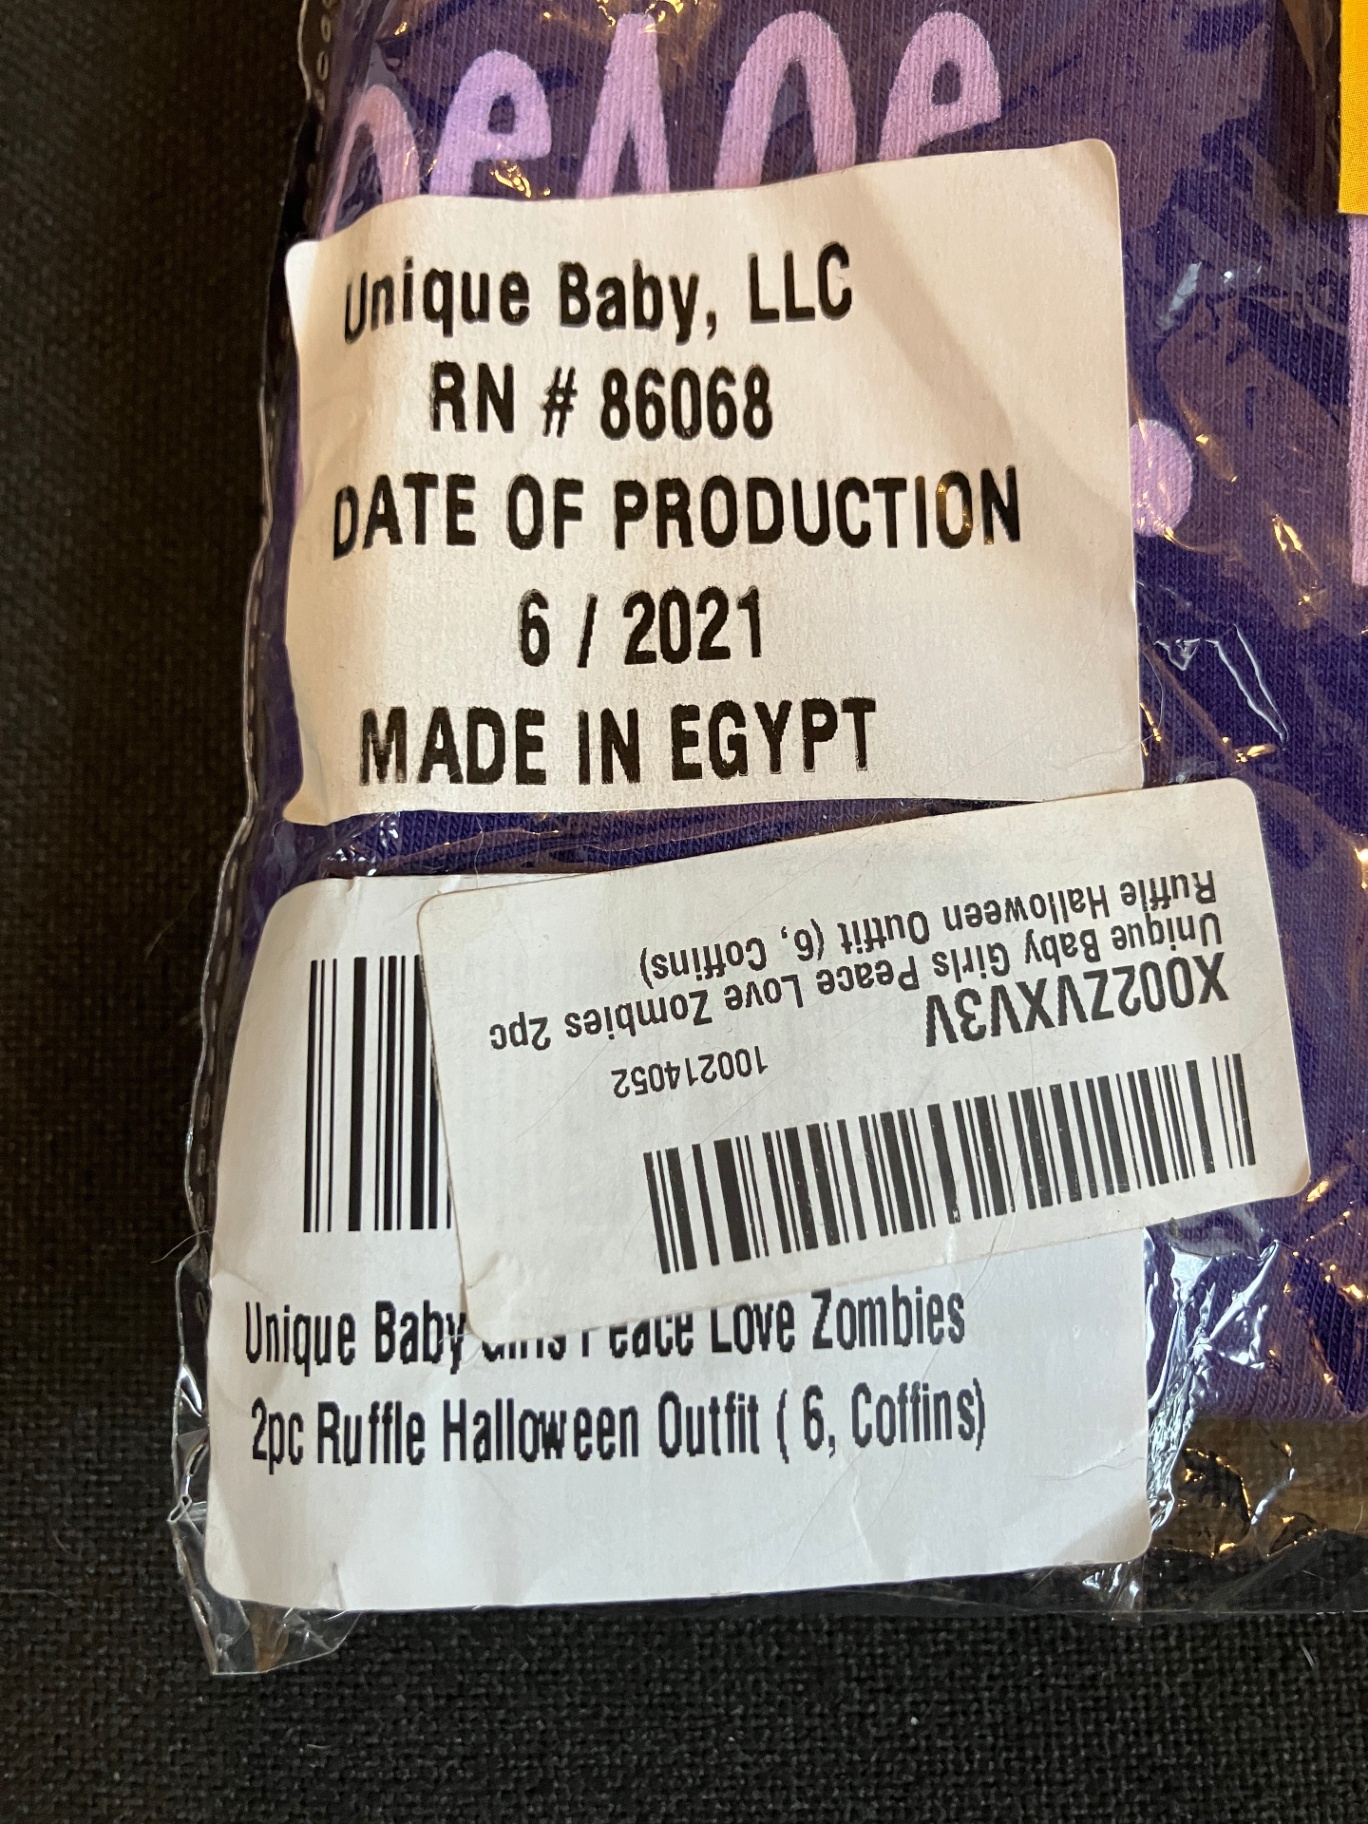 peace
Unique Baby, LLC
RN # 86068
DATE OF PRODUCTION
6 / 2021
MADE IN EGYPT
100214052
X002ZVXV3V
Unique Baby Girls Peace Love Zombies 2pc
Ruffle Halloween Outfit (6, Coffins)
Unique Baby Girls Peace Love Zombies
2pc Ruffle Halloween Outfit ( 6, Coffins)